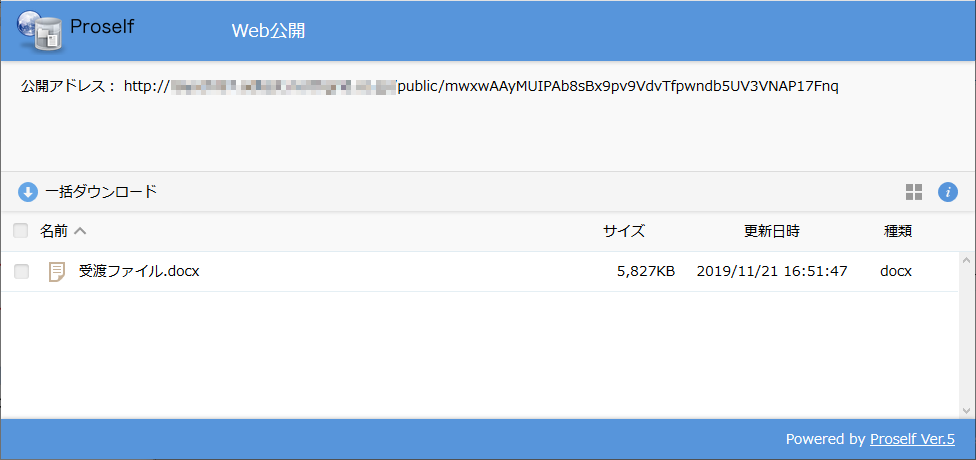 Proself Web公開
公開アドレス： http:// /public/mwxwAAyMUIPAb8sBx9pv9VdvTfpwndb5UV3VNAP17Fnq
一括ダウンロード
名前 サイズ 更新日時 種類
受渡ファイル.docx 5,827KB 2019/11/21 16:51:47 docx
Powered by Proself Ver.5